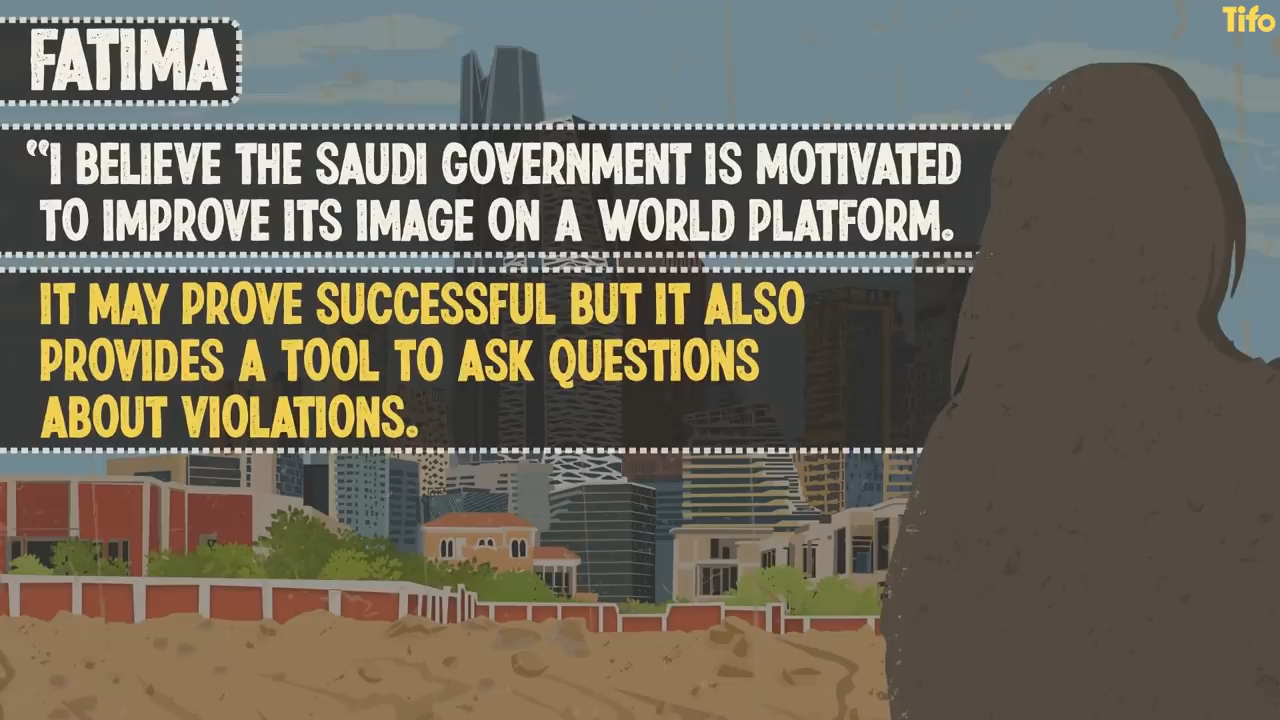 FATIMA
“I BELIEVE THE SAUDI GOVERNMENT IS MOTIVATED
TO IMPROVE ITS IMAGE ON A WORLD PLATFORM.
IT MAY PROVE SUCCESSFUL BUT IT ALSO
PROVIDES A TOOL TO ASK QUESTIONS
ABOUT VIOLATIONS.
Tifo